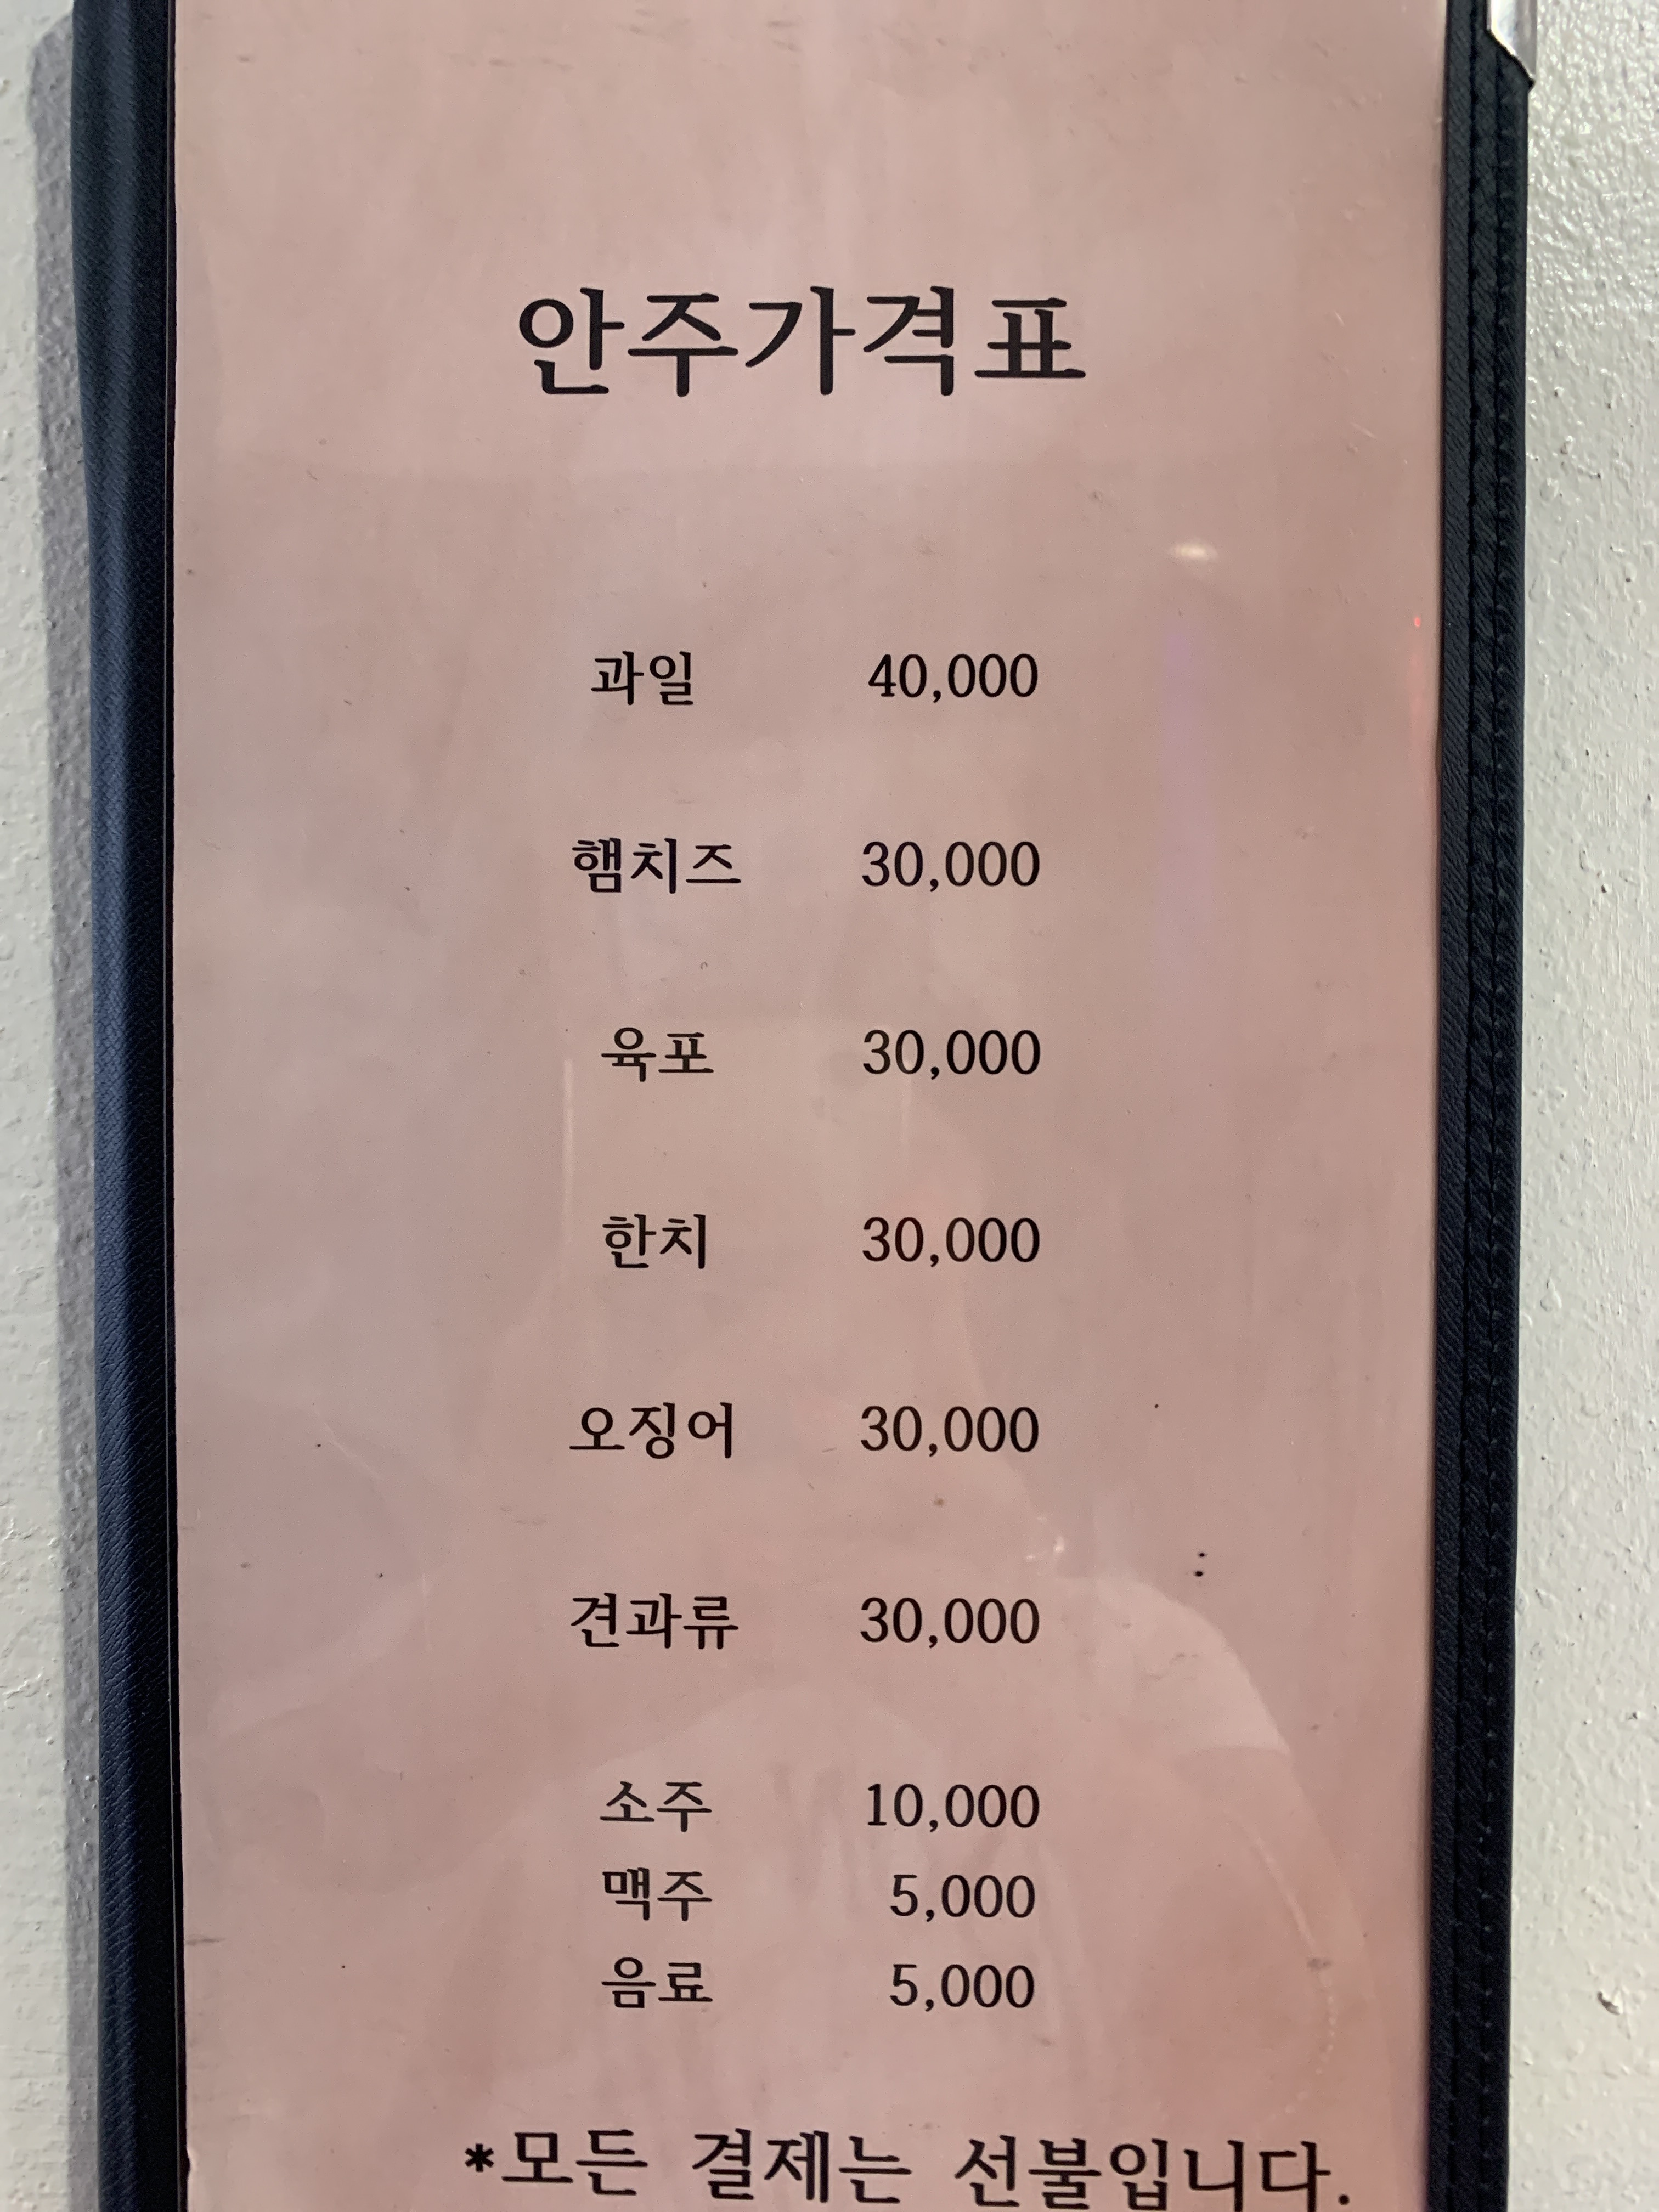 안주가격표
과일 40,000
햄치즈 30,000
육포 30,000
한치 30,000
오징어 30,000
견과류 30,000
소주 10,000
맥주 5,000
음료 5,000
*모든 결제는 선불입니다.